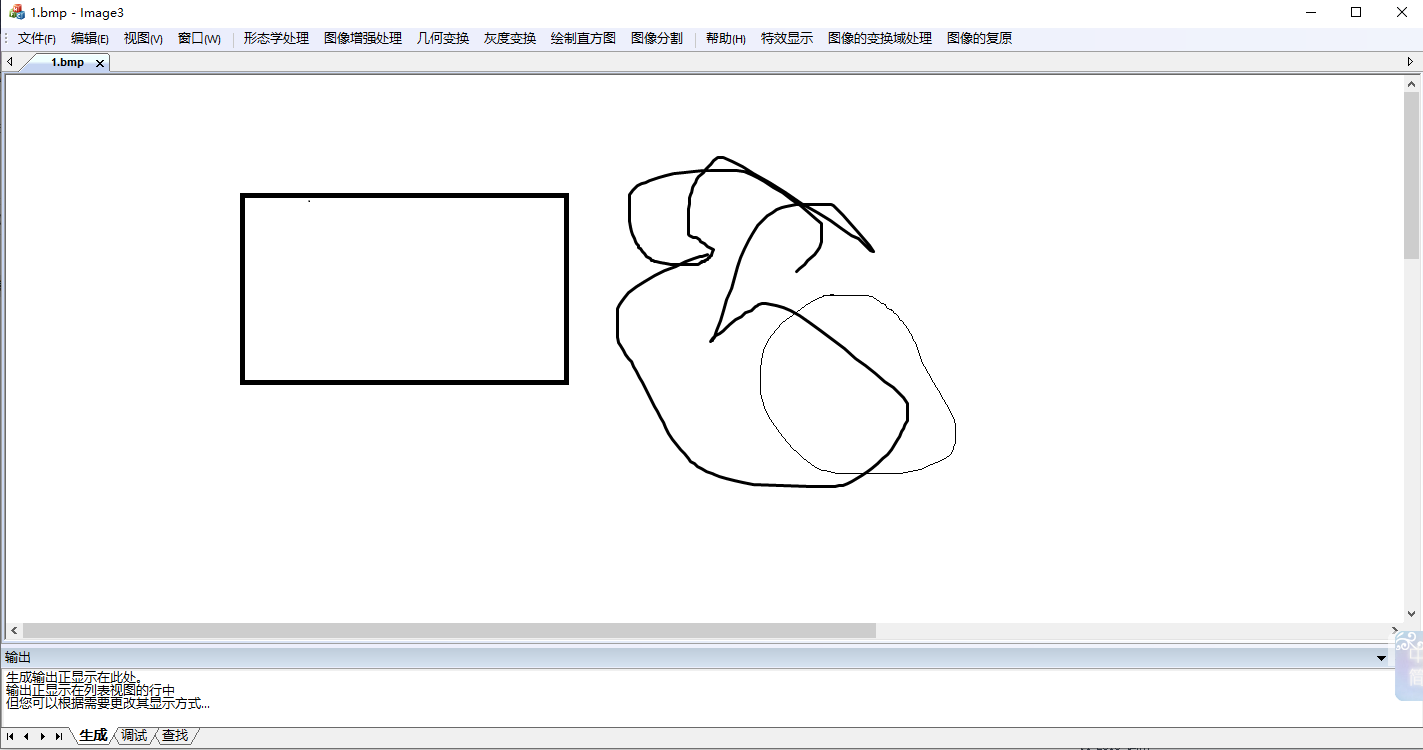 1.bmp - Image3
文件(F) 编辑(E) 视图(V) 窗口(W) 形态学处理 图像增强处理 几何变换 灰度变换 绘制直方图 图像分割 帮助(H) 特效显示 图像的变换域处理 图像的复原
1.bmp
输出
生成输出正显示在此处。
输出正显示在列表视图的行中
但您可以根据需要更改其显示方式...
生成 调试 查找